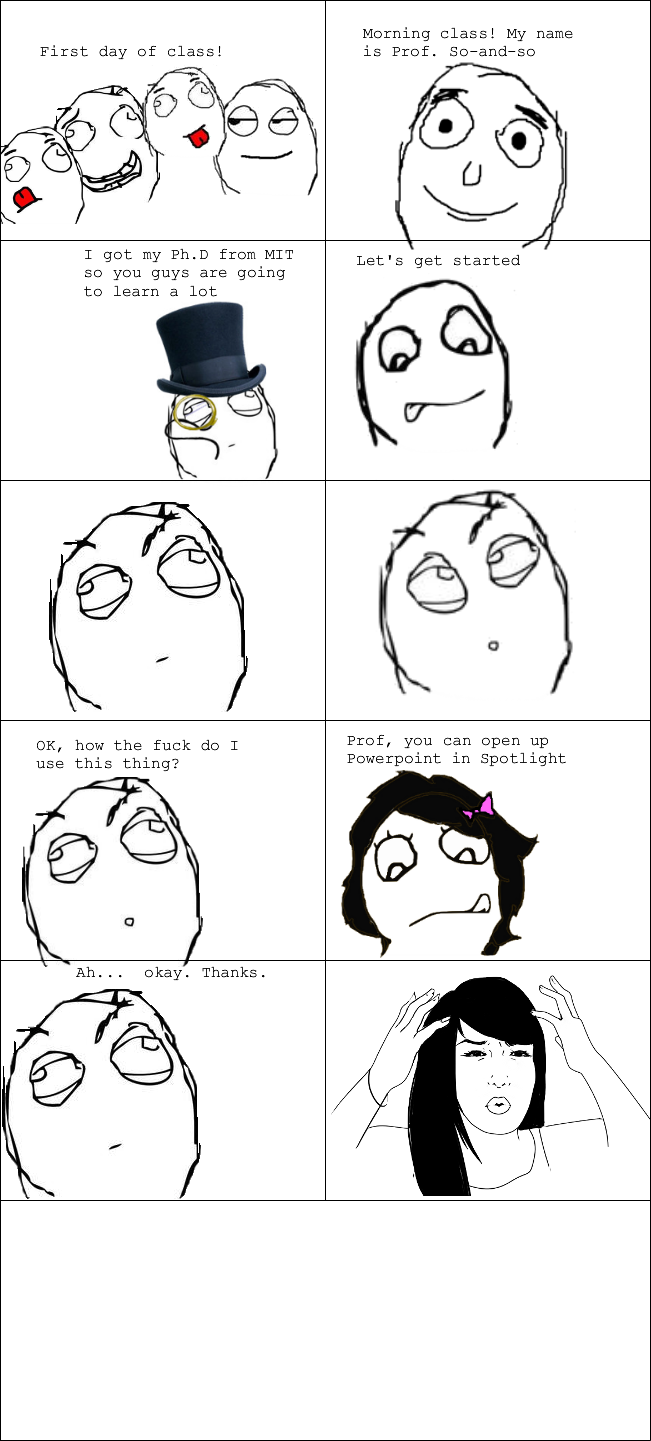 First day of class!
Morning class! My name
is Prof. So-and-so
I got my Ph.D from MIT
so you guys are going
to learn a lot
Let's get started
OK, how the fuck do I
use this thing?
Prof, you can open up
Powerpoint in Spotlight
Ah... okay. Thanks.